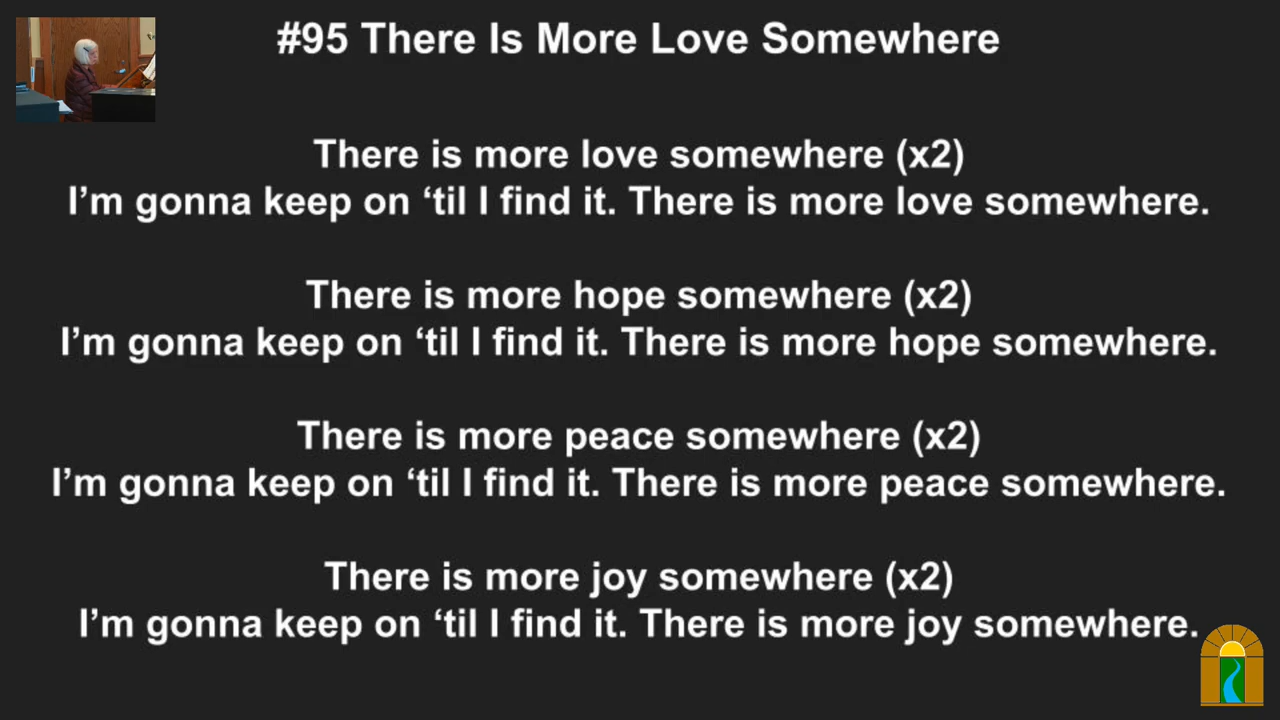 #95 There Is More Love Somewhere
There is more love somewhere (x2)
I’m gonna keep on ‘til I find it. There is more love somewhere.
There is more hope somewhere (x2)
I’m gonna keep on ‘til I find it. There is more hope somewhere.
There is more peace somewhere (x2)
I’m gonna keep on ‘til I find it. There is more peace somewhere.
There is more joy somewhere (x2)
I’m gonna keep on ‘til I find it. There is more joy somewhere.